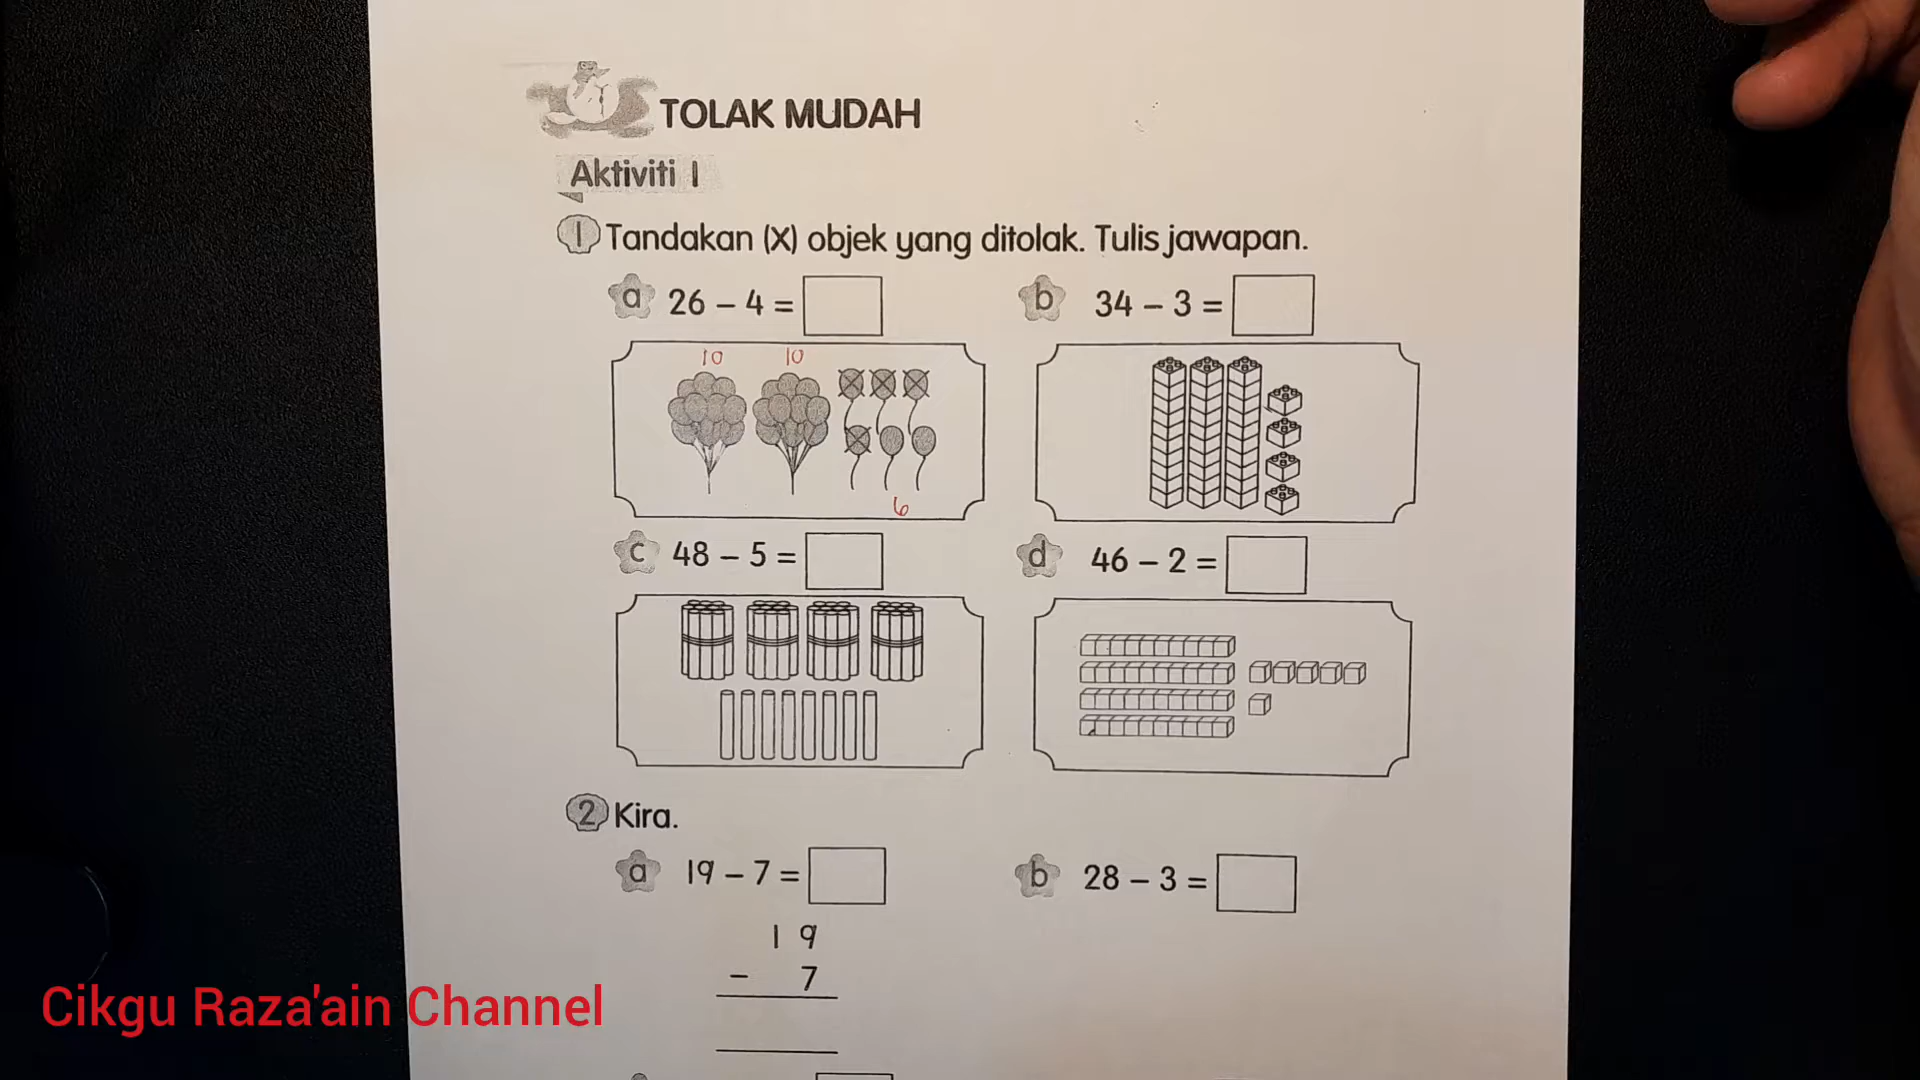 TOLAK MUDAH
Aktiviti 1
1 Tandakan (X) objek yang ditolak. Tulis jawapan.
a 26 – 4 =
b 34 – 3 =
10 10
6
c 48 – 5 =
d 46 – 2 =
2 Kira.
a 19 – 7 =
b 28 – 3 =
1 9
– 7
Cikgu Raza'ain Channel